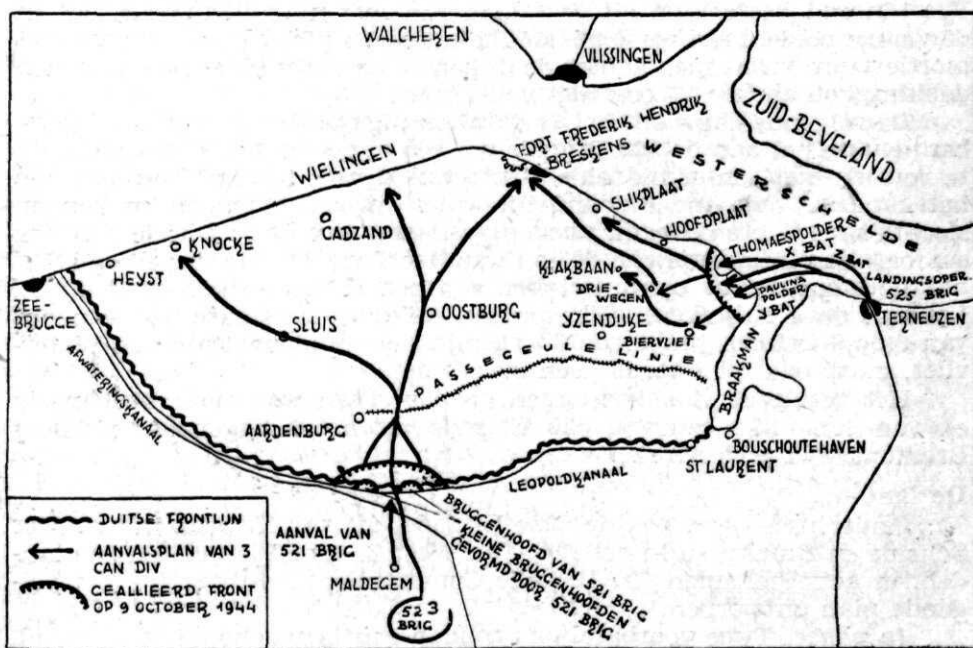 WALCHEREN
VLISSINGEN
ZUID-BEVELAND
FORT FREDERIK HENDRIK
BRESKENS
WESTERSCHELDE
WIELINGEN
SLIKPLAAT
HOOFDPLAAT
CADZAND
KNOCKE
HEYST
THOMAESPOLDER
X BAT
Z BAT
LANDINGSOPER.
525 BRIG
KLAKBAAN
DRIE-
WEGEN
PAULINA
POLDER
Y BAT
ZEE-
BRUGGE
SLUIS
OOSTBURG
YZENDIJKE
BIERVLIET
TERNEUZEN
PASSEGEULE LINIE
BRAAKMAN
AFWATERINGSKANAAL
AARDENBURG
BOUSCHOUTEHAVEN
ST LAURENT
LEOPOLDKANAAL
DUITSE FRONTLIJN
AANVALSPLAN VAN 3
CAN DIV
GEALLIEERD FRONT
OP 9 OCTOBER 1944
AANVAL VAN
521 BRIG
MALDEGEM
523
BRIG
BRUGGENHOOFD VAN 521 BRIG
— KLEINE BRUGGENHOOFDEN
GEVORMD DOOR 521 BRIG